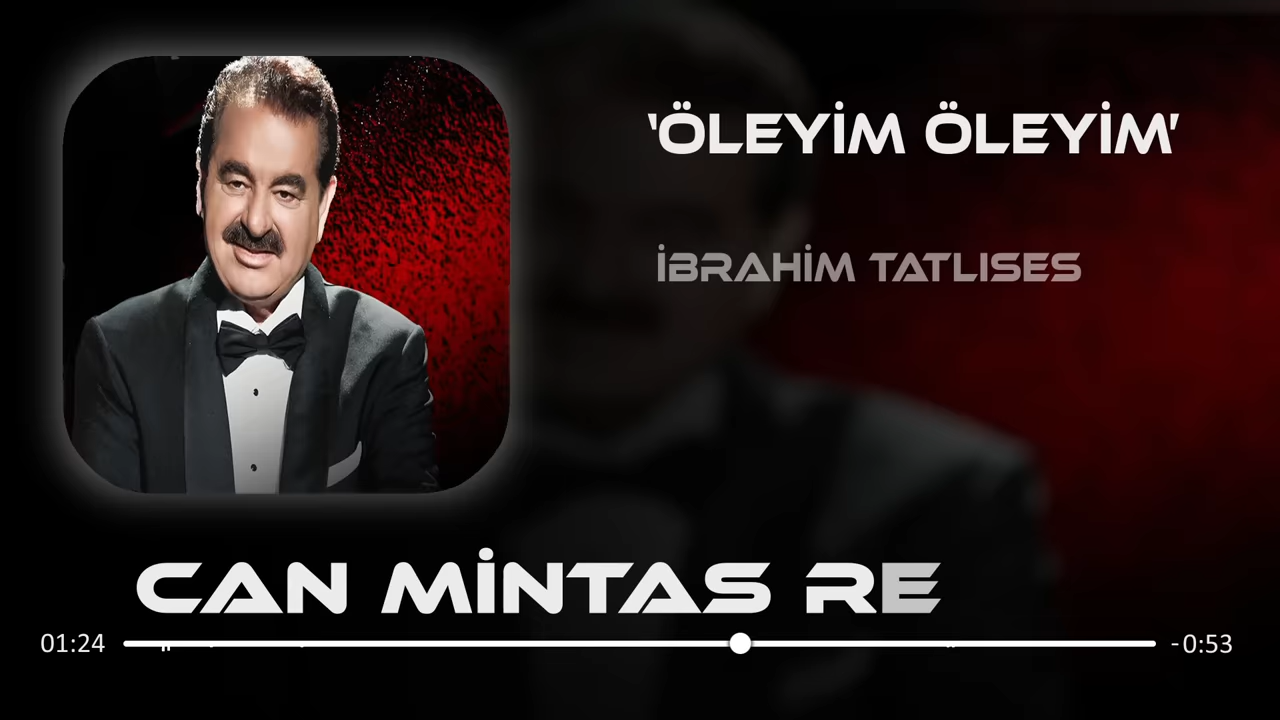 'ÖLEYİM ÖLEYİM'
İBRAHİM TATLISES
CAN MİNTAS RE
01:24
-0:53